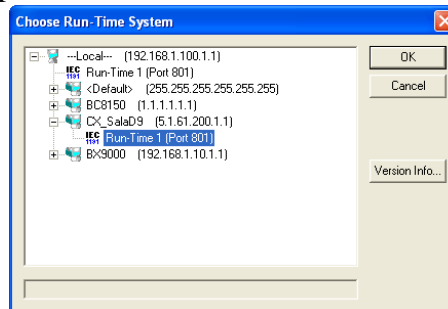 Choose Run-Time System
---Local--- (192.168.1.100.1.1)
IEC 1131 Run-Time 1 (Port 801)
<Default> (255.255.255.255.255.255)
BC8150 (1.1.1.1.1.1)
CX_SalaD9 (5.1.61.200.1.1)
IEC 1131 Run-Time 1 (Port 801)
BX9000 (192.168.1.10.1.1)
OK
Cancel
Version Info...